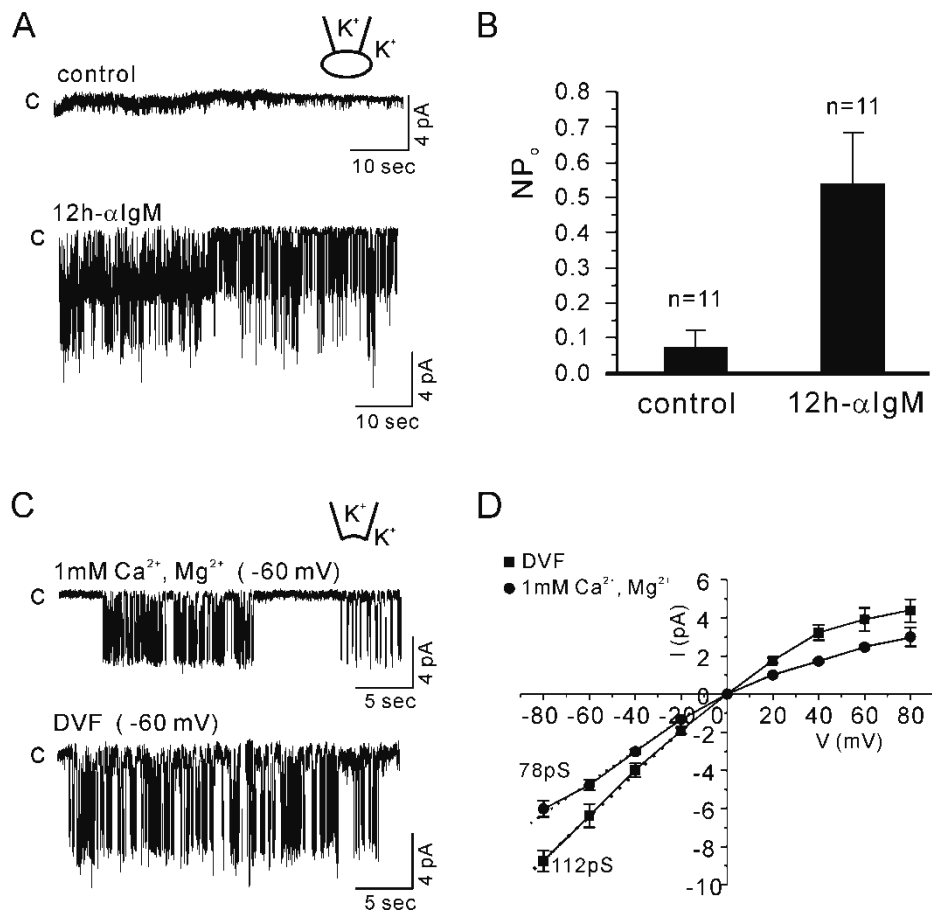 A
K⁺
K⁺
control
c
4 pA
10 sec
12h-αIgM
c
4 pA
10 sec
B
NPₒ
0.8
0.7
0.6
0.5
0.4
0.3
0.2
0.1
0.0
n=11
n=11
control
12h-αIgM
C
K⁺
K⁺
1mM Ca²⁺, Mg²⁺ ( -60 mV)
c
4 pA
5 sec
DVF ( -60 mV)
c
4 pA
5 sec
D
DVF
1mM Ca²⁺, Mg²⁺
I (pA)
6
4
2
0
-2
-4
-6
-8
-10
-80 -60 -40 -20 0 20 40 60 80
V (mV)
78pS
112pS